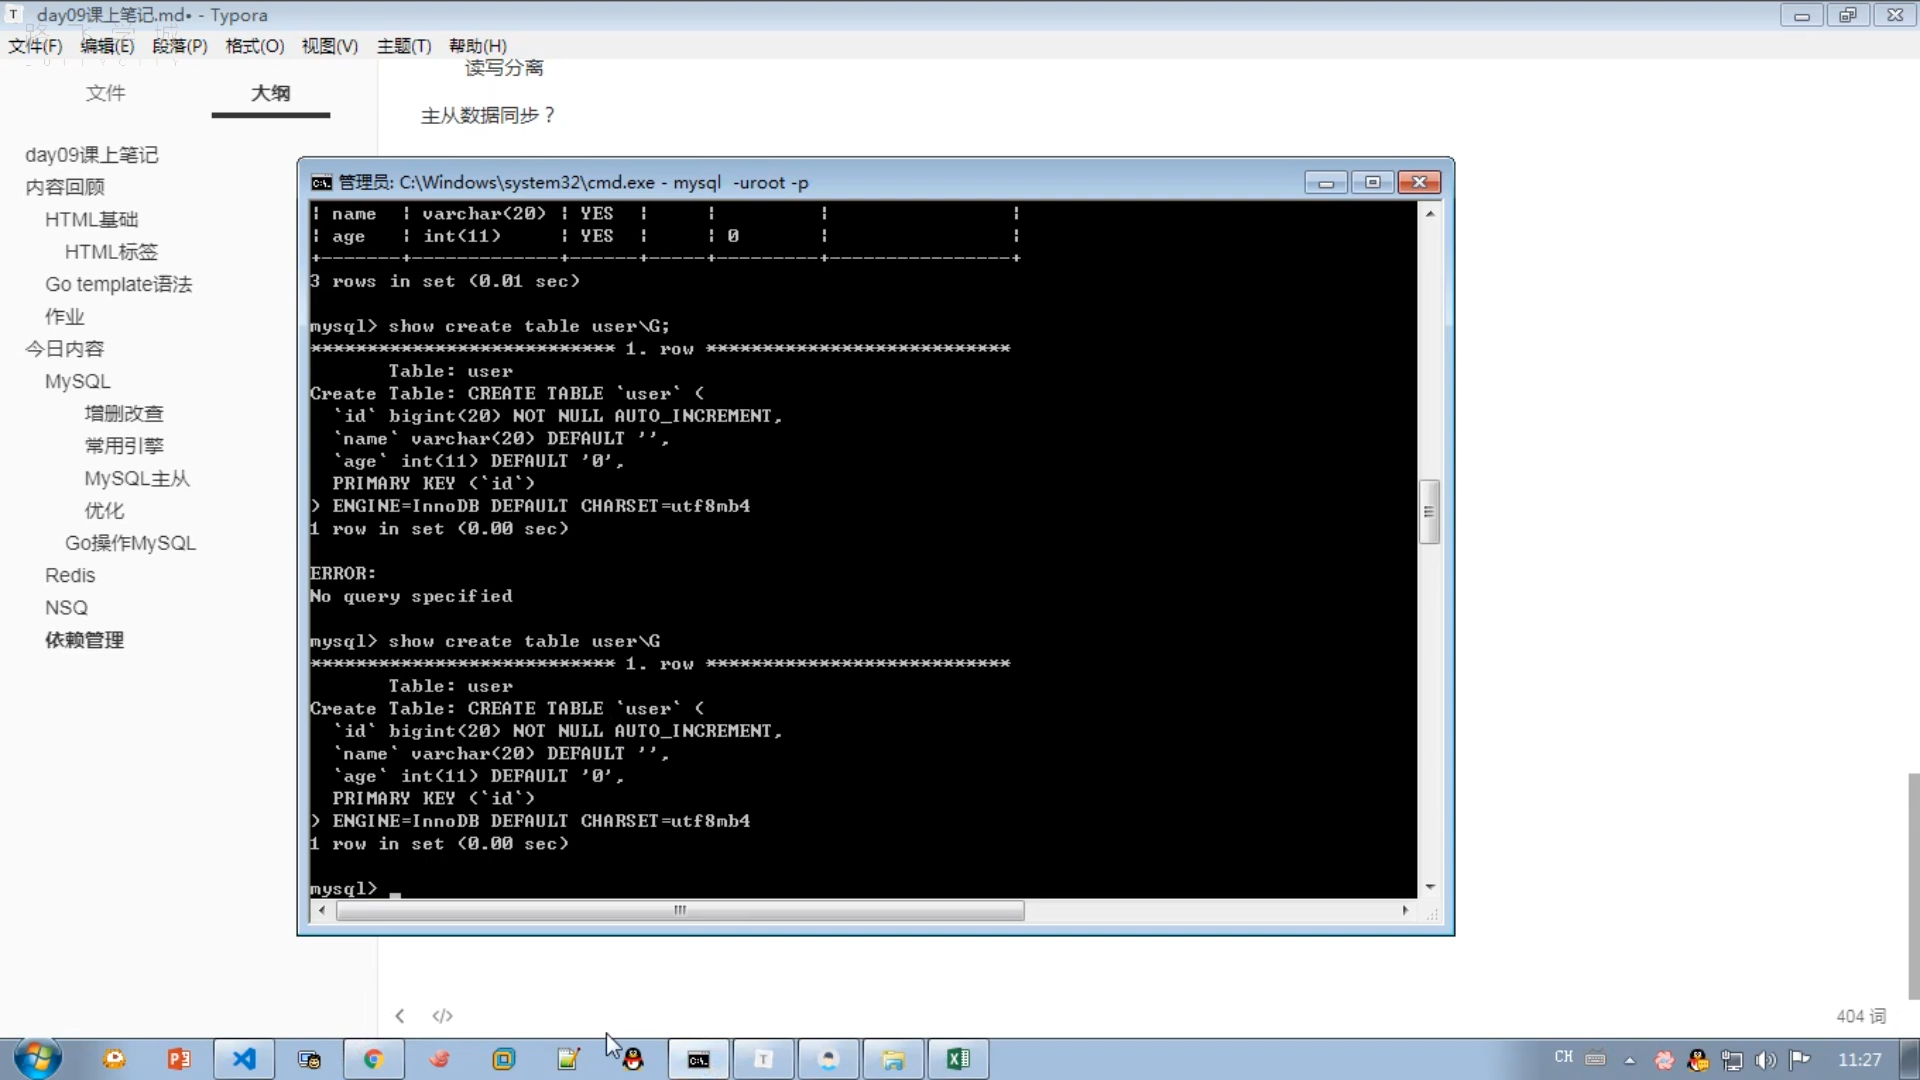 day09课上笔记.md• - Typora
文件(F) 编辑(E) 段落(P) 格式(O) 视图(V) 主题(T) 帮助(H)
文件 大纲
day09课上笔记
内容回顾
HTML基础
HTML标签
Go template语法
作业
今日内容
MySQL
增删改查
常用引擎
MySQL主从
优化
Go操作MySQL
Redis
NSQ
依赖管理
读写分离
主从数据同步？
管理员: C:\Windows\system32\cmd.exe - mysql -uroot -p
| name | varchar(20) | YES | | | |
| age | int(11) | YES | | 0 | |
+-------+-------------+------+-----+---------+----------------+
3 rows in set (0.01 sec)
mysql> show create table user\G;
*************************** 1. row ***************************
Table: user
Create Table: CREATE TABLE `user` (
`id` bigint(20) NOT NULL AUTO_INCREMENT,
`name` varchar(20) DEFAULT '',
`age` int(11) DEFAULT '0',
PRIMARY KEY (`id`)
) ENGINE=InnoDB DEFAULT CHARSET=utf8mb4
1 row in set (0.00 sec)
ERROR:
No query specified
mysql> show create table user\G
*************************** 1. row ***************************
Table: user
Create Table: CREATE TABLE `user` (
`id` bigint(20) NOT NULL AUTO_INCREMENT,
`name` varchar(20) DEFAULT '',
`age` int(11) DEFAULT '0',
PRIMARY KEY (`id`)
) ENGINE=InnoDB DEFAULT CHARSET=utf8mb4
1 row in set (0.00 sec)
mysql> _
404 词
CH 11:27